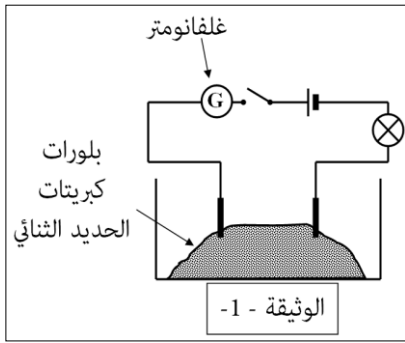 غلفانومتر
G
بلورات
كبريتات
الحديد الثنائي
الوثيقة - 1-